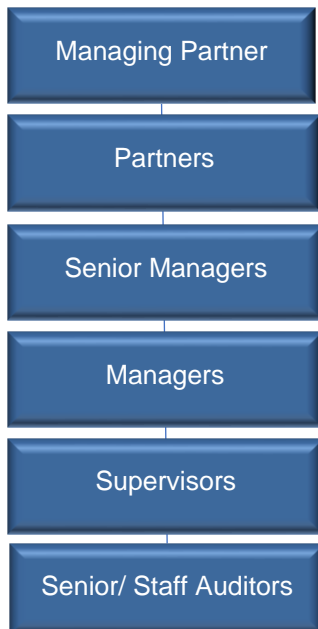 Managing Partner
Partners
Senior Managers
Managers
Supervisors
Senior/ Staff Auditors